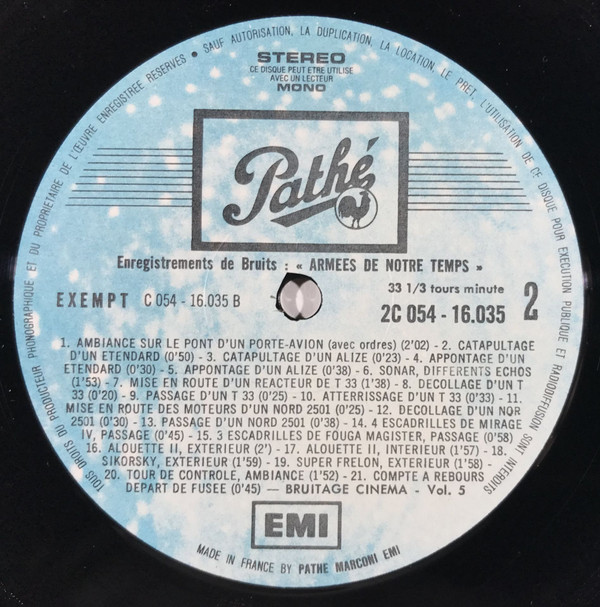 TOUS DROITS DU PRODUCTEUR PHONOGRAPHIQUE ET DU PROPRIETAIRE DE L'ŒUVRE ENREGISTREE RESERVES • SAUF AUTORISATION, LA DUPLICATION, LA LOCATION, LE PRET, L'UTILISATION DE CE DISQUE POUR EXECUTION PUBLIQUE ET RADIODIFFUSION SONT INTERDITS
STEREO
CE DISQUE PEUT ETRE UTILISE
AVEC UN LECTEUR
MONO
Pathé
Enregistrements de Bruits : « ARMEES DE NOTRE TEMPS »
EXEMPT C 054 - 16.035 B
33 1/3 tours minute
2C 054 - 16.035
2
1. AMBIANCE SUR LE PONT D'UN PORTE-AVION (avec ordres) (2'02) - 2. CATAPULTAGE
D'UN ETENDARD (0'50) - 3. CATAPULTAGE D'UN ALIZE (0'23) - 4. APPONTAGE D'UN
ETENDARD (0'30) - 5. APPONTAGE D'UN ALIZE (0'38) - 6. SONAR, DIFFERENTS ECHOS
(1'53) - 7. MISE EN ROUTE D'UN REACTEUR DE T 33 (1'38) - 8. DECOLLAGE D'UN T
33 (0'20) - 9. PASSAGE D'UN T 33 (0'25) - 10. ATTERRISSAGE D'UN T 33 (0'33) - 11.
MISE EN ROUTE DES MOTEURS D'UN NORD 2501 (0'25) - 12. DECOLLAGE D'UN NOR
2501 (0'30) - 13. PASSAGE D'UN NORD 2501 (0'38) - 14. 4 ESCADRILLES DE MIRAGE
IV, PASSAGE (0'45) - 15. 3 ESCADRILLES DE FOUGA MAGISTER, PASSAGE (0'58)
16. ALOUETTE II, EXTERIEUR (2') - 17. ALOUETTE II, INTERIEUR (1'57) - 18.
SIKORSKY, EXTERIEUR (1'59) - 19. SUPER FRELON, EXTERIEUR (1'58) -
20. TOUR DE CONTROLE, AMBIANCE (1'52) - 21. COMPTE A REBOURS
DEPART DE FUSEE (0'45) — BRUITAGE CINEMA - Vol. 5
EMI
MADE IN FRANCE BY PATHE MARCONI EMI